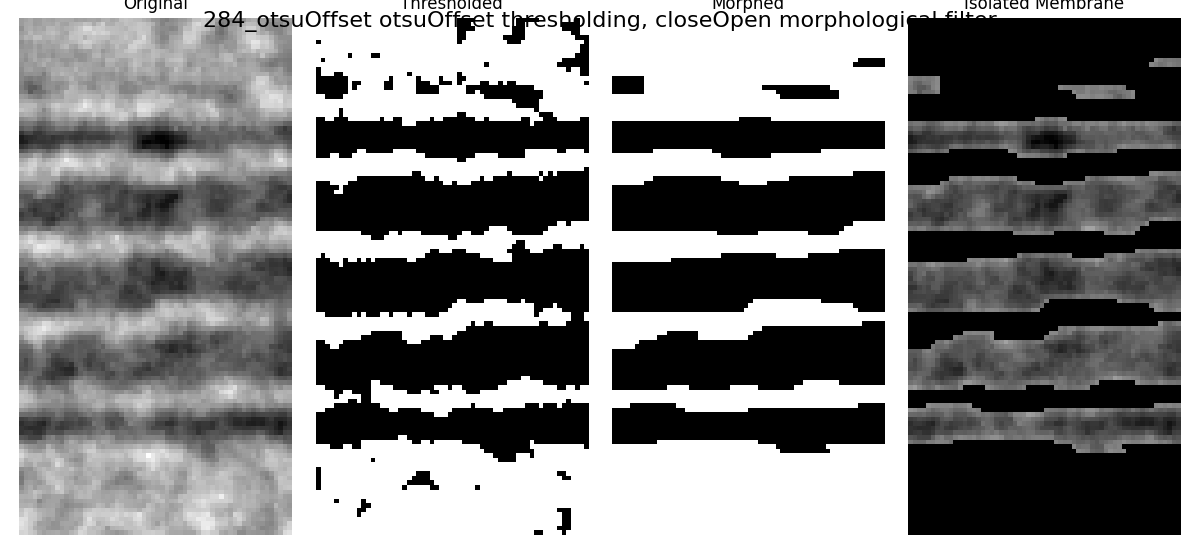 Original
Thresholded
Morphed
Isolated Membrane
284_otsuOffset otsuOffset thresholding, closeOpen morphological filter